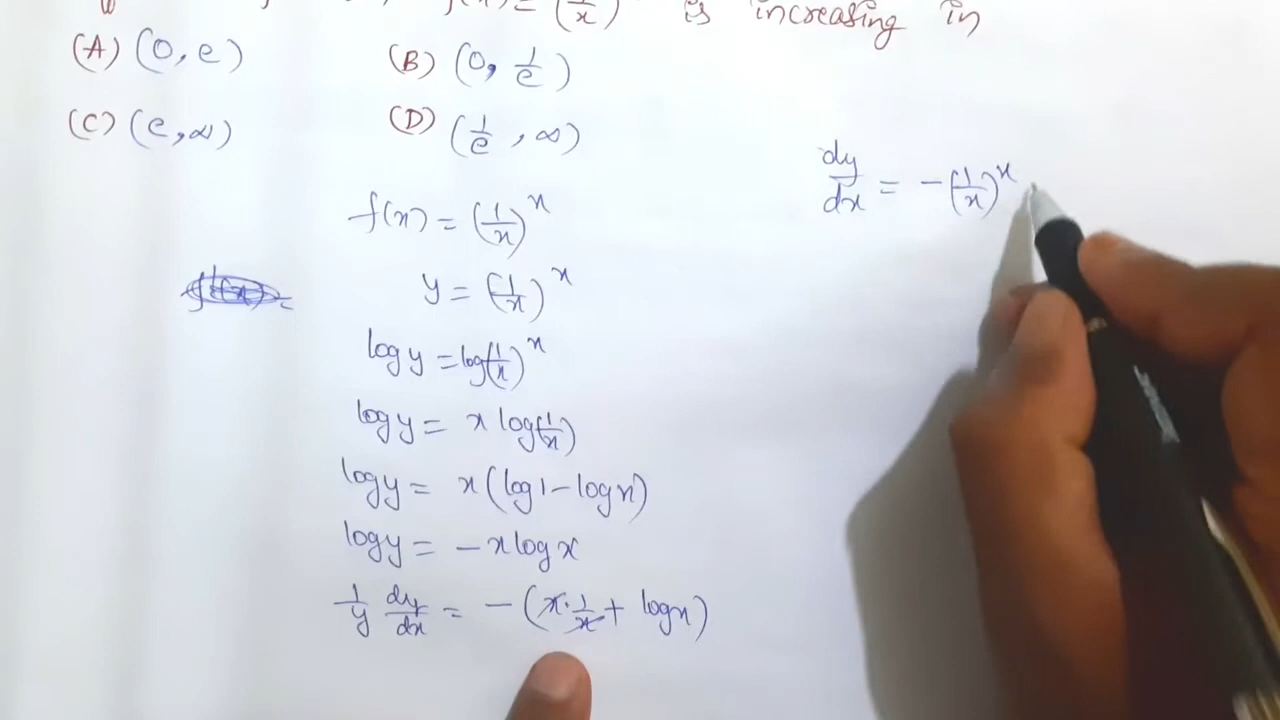 f(x) = (1/x) is increasing in
(A) (0, e) (B) (0, 1/e)
(C) (e, ∞) (D) (1/e, ∞)
f(x) = (1/x)^x
y = (1/x)^x
log y = log(1/x)^x
log y = x log(1/x)
log y = x(log 1 - log x)
log y = - x log x
1/y dy/dx = - (x · 1/x + log x)
dy/dx = - (1/x)^x